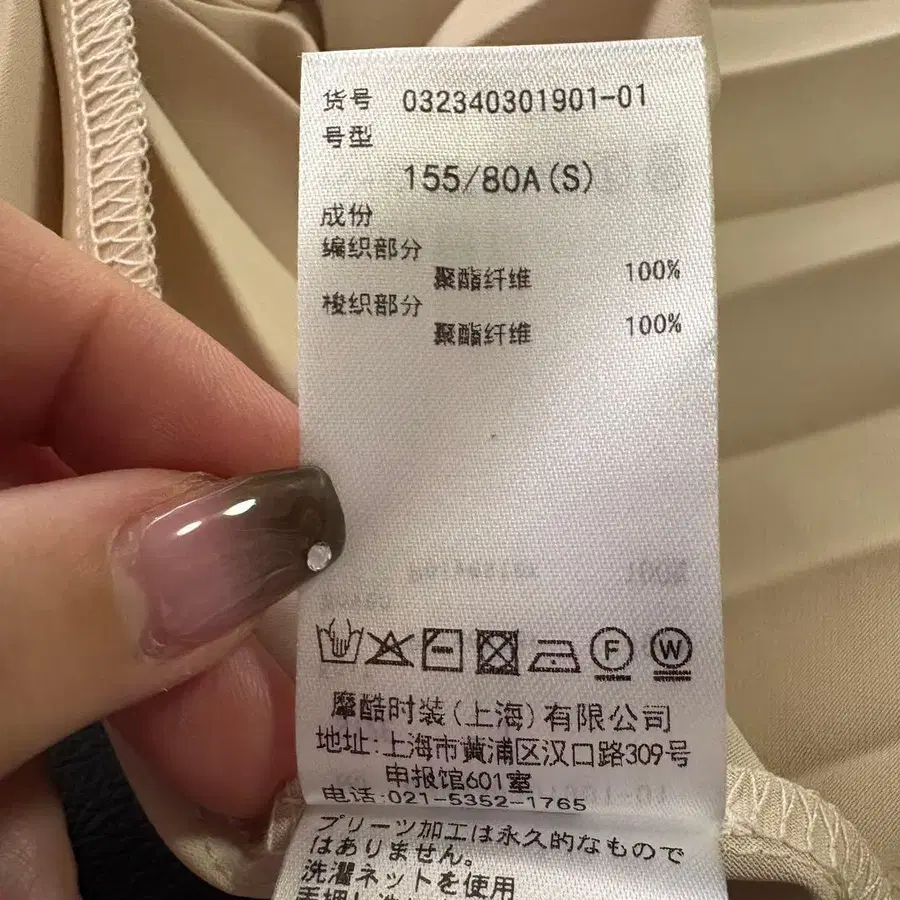 货号 032340301901-01
号型
155/80A(S)
成份
编织部分
聚酯纤维 100%
梭织部分
聚酯纤维 100%
F W
摩酷时装(上海)有限公司
地址:上海市黄浦区汉口路309号
申报馆601室
电话:021-5352-1765
プリーツ加工は永久的なもので
はありません。
洗濯ネットを使用